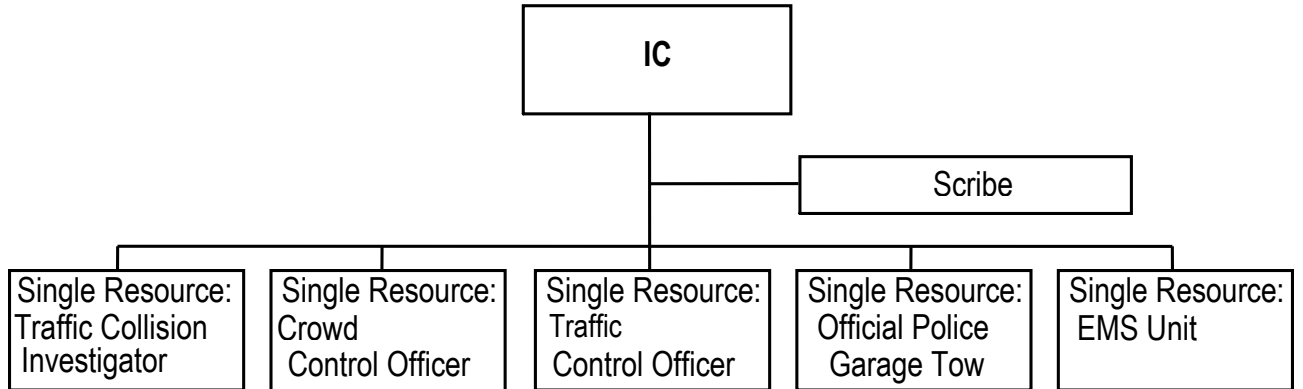 IC
Scribe
Single Resource:
Traffic Collision
Investigator
Single Resource:
Crowd
Control Officer
Single Resource:
Traffic
Control Officer
Single Resource:
Official Police
Garage Tow
Single Resource:
EMS Unit